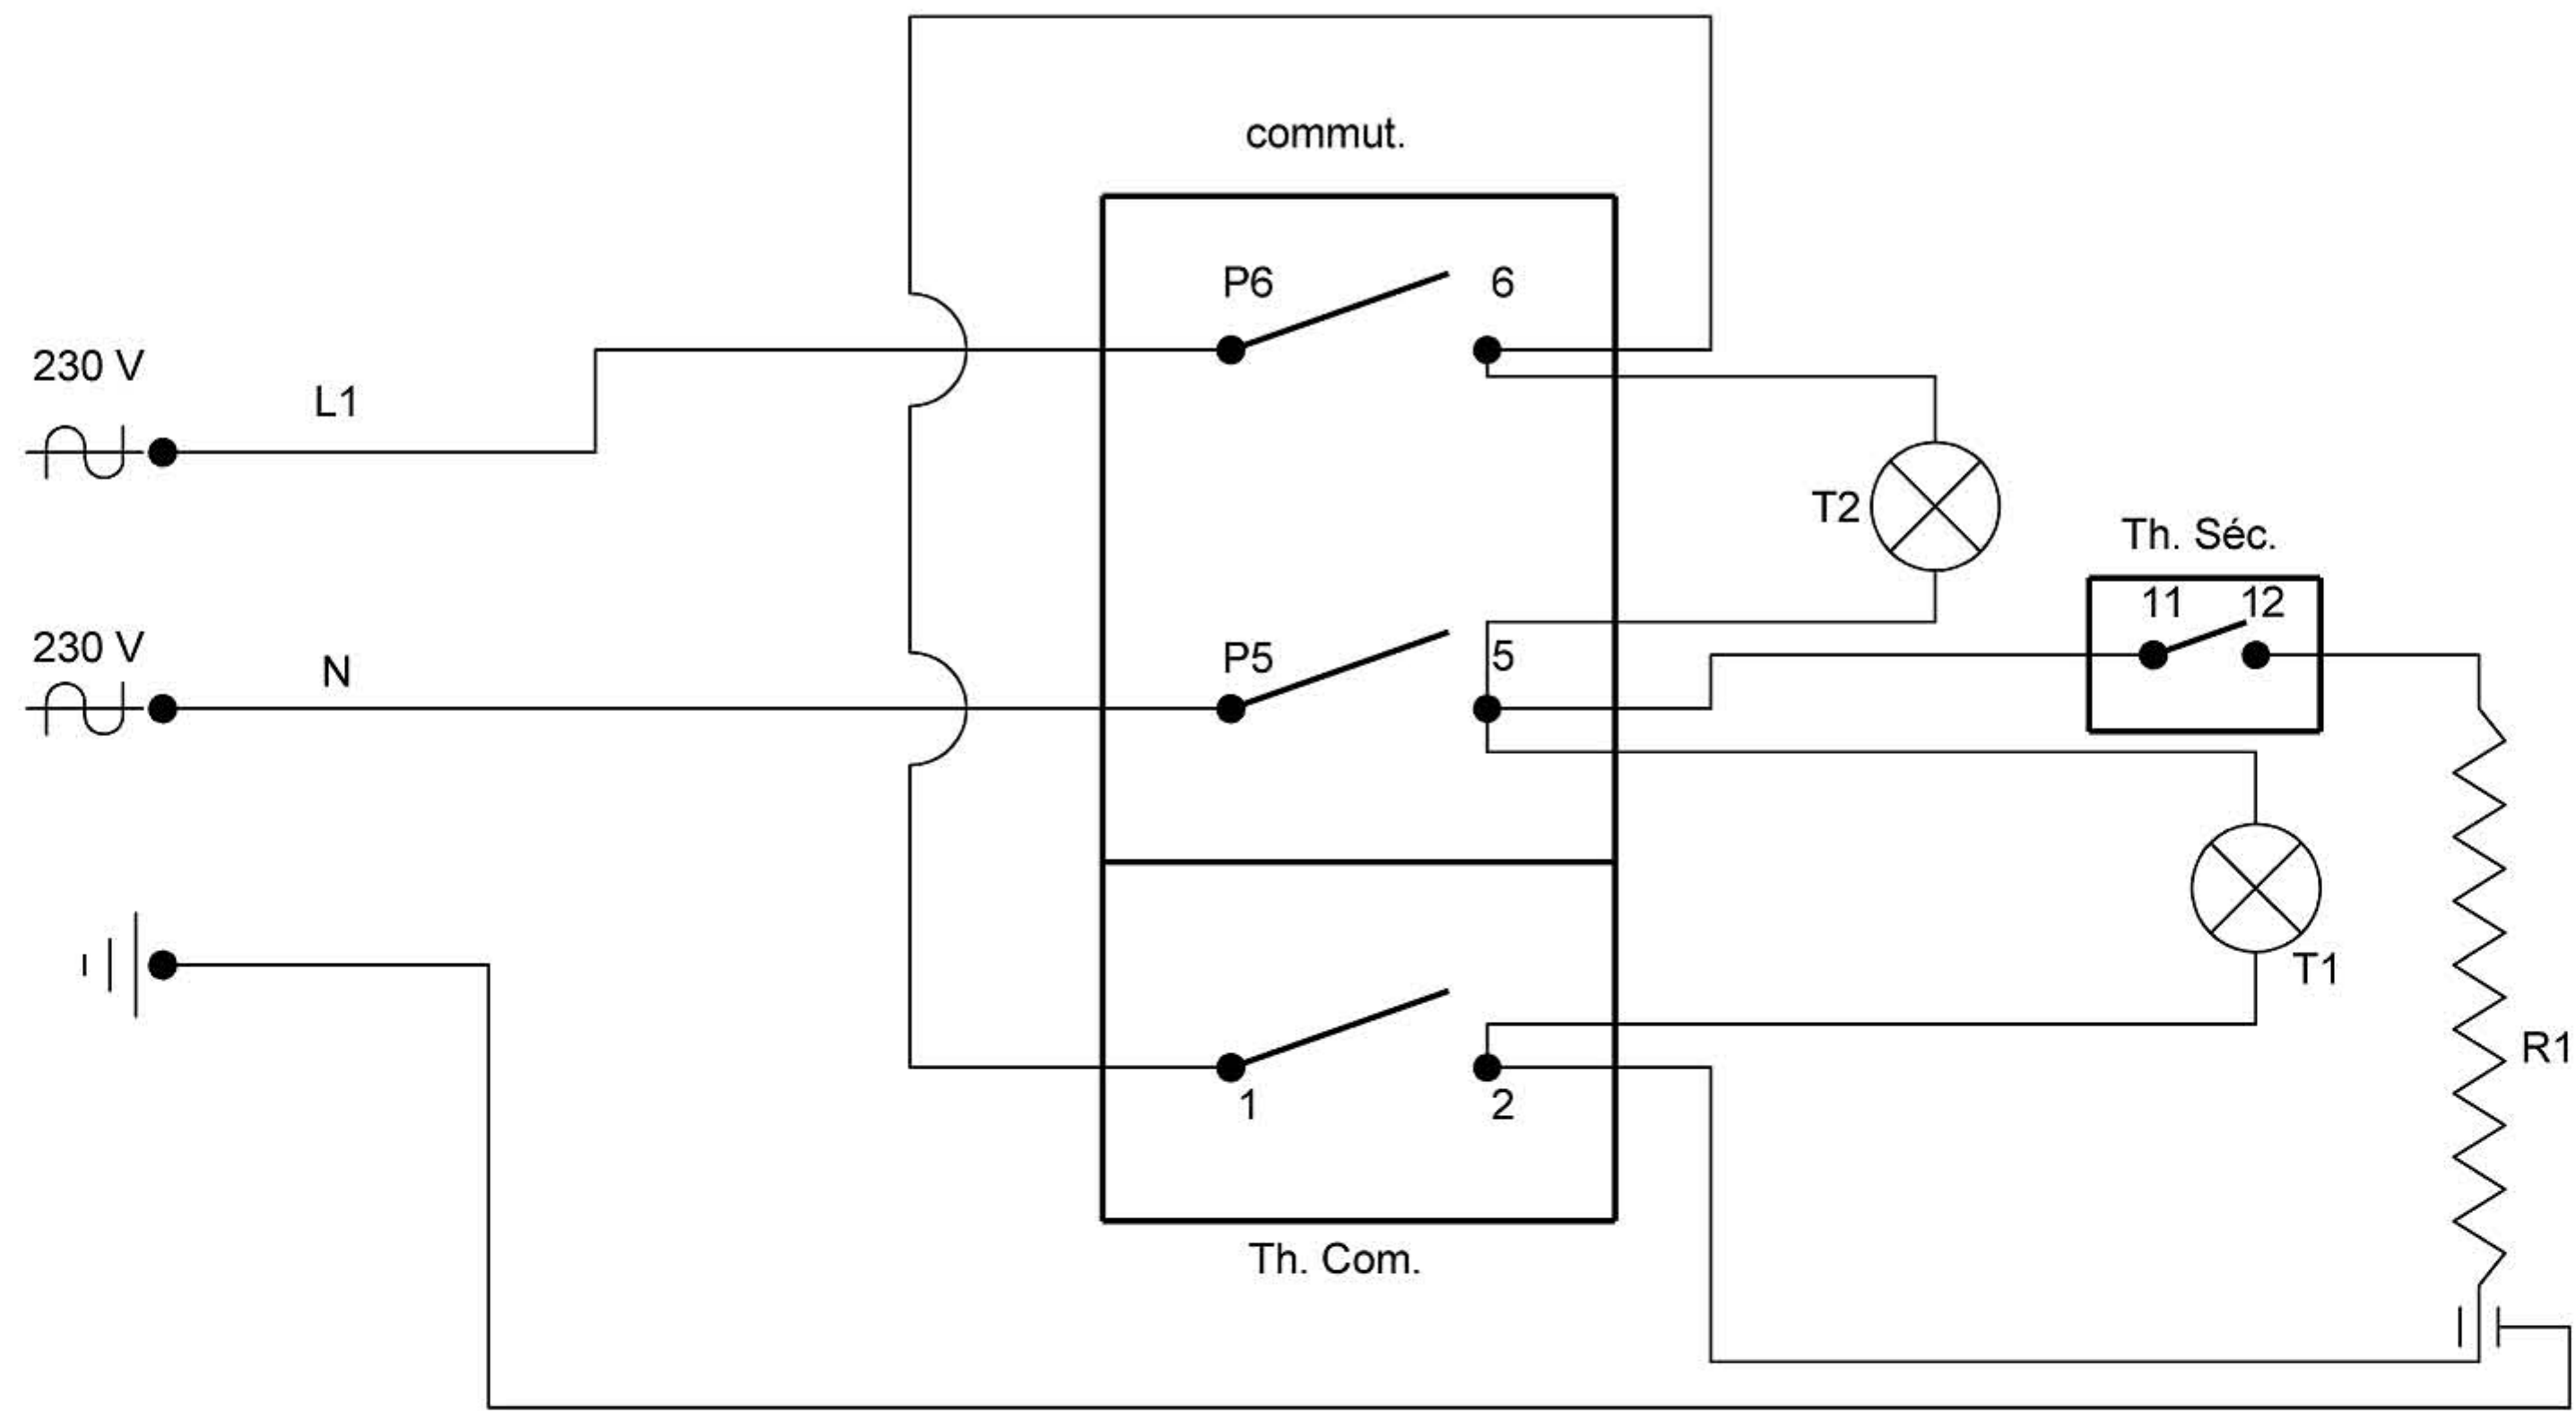 commut.
P6
6
230 V
L1
T2
Th. Séc.
11
12
230 V
N
P5
5
T1
R1
1
2
Th. Com.